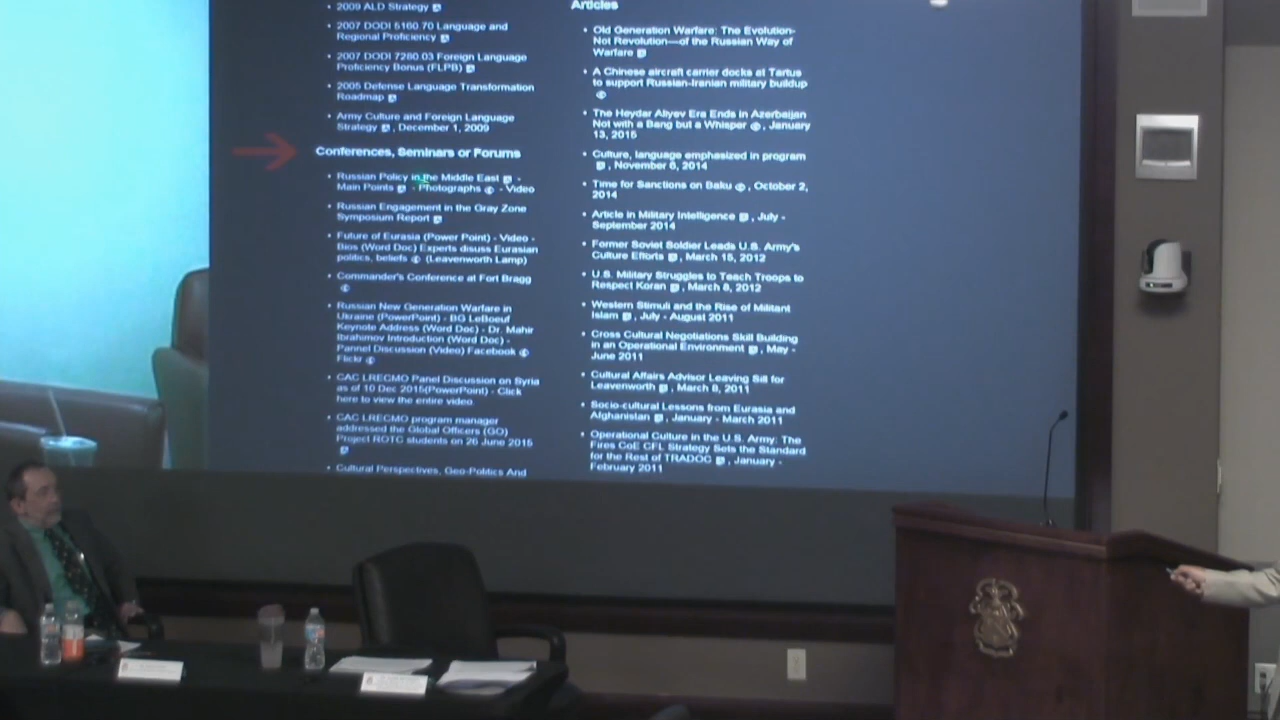 2009 ALD Strategy
2007 DODI 5160.70 Language and
Regional Proficiency
2007 DODI 7280.03 Foreign Language
Proficiency Bonus (FLPB)
2005 Defense Language Transformation
Roadmap
Army Culture and Foreign Language
Strategy , December 1, 2009
Conferences, Seminars or Forums
Russian Policy in the Middle East -
Main Points - Photographs - Video
Russian Engagement in the Gray Zone
Symposium Report
Future of Eurasia (Power Point) - Video -
Bios (Word Doc) Experts disuss Eurasian
politics, beliefs (Leavenworth Lamp)
Commander's Conference at Fort Bragg
Russian New Generation Warfare in
Ukraine (PowerPoint) - BG LeBoeuf
Keynote Address (Word Doc) - Dr. Mahir
Ibrahimov Introduction (Word Doc) -
Pannel Discussion (Video) Facebook
Flickr
CAC LRECMO Panel Discussion on Syria
as of 10 Dec 2015(PowerPoint) - Click
here to view the entire video
CAC LRECMO program manager
addressed the Global Officers (GO)
Project ROTC students on 26 June 2015
Cultural Perspectives, Geo-Politics And
Articles
Old Generation Warfare: The Evolution-
Not Revolution—of the Russian Way of
Warfare
A Chinese aircraft carrier docks at Tartus
to support Russian-Iranian military buildup
The Heydar Aliyev Era Ends in Azerbaijan
Not with a Bang but a Whisper , January
13, 2015
Culture, language emphasized in program
, November 6, 2014
Time for Sanctions on Baku , October 2,
2014
Article in Military Intelligence , July -
September 2014
Former Soviet Soldier Leads U.S. Army's
Culture Efforts , March 15, 2012
U.S. Military Struggles to Teach Troops to
Respect Koran , March 8, 2012
Western Stimuli and the Rise of Militant
Islam , July - August 2011
Cross Cultural Negotiations Skill Building
in an Operational Environment , May -
June 2011
Cultural Affairs Advisor Leaving Sill for
Leavenworth , March 8, 2011
Socio-cultural Lessons from Eurasia and
Afghanistan , January - March 2011
Operational Culture in the U.S. Army: The
Fires CoE CFL Strategy Sets the Standard
for the Rest of TRADOC , January -
February 2011